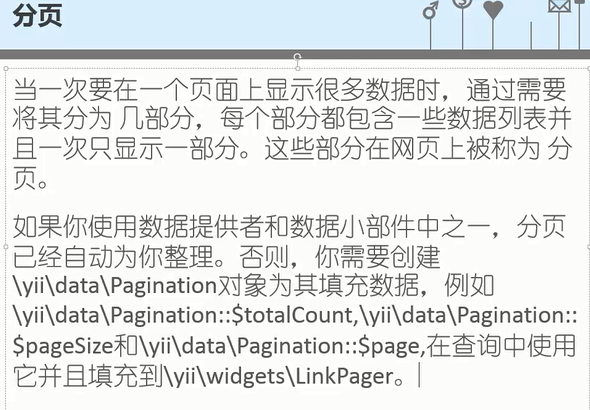 分页
当一次要在一个页面上显示很多数据时，通过需要
将其分为 几部分，每个部分都包含一些数据列表并
且一次只显示一部分。这些部分在网页上被称为 分
页。
如果你使用数据提供者和数据小部件中之一，分页
已经自动为你整理。否则，你需要创建
\yii\data\Pagination对象为其填充数据，例如
\yii\data\Pagination::$totalCount,\yii\data\Pagination::
$pageSize和\yii\data\Pagination::$page,在查询中使用
它并且填充到\yii\widgets\LinkPager。